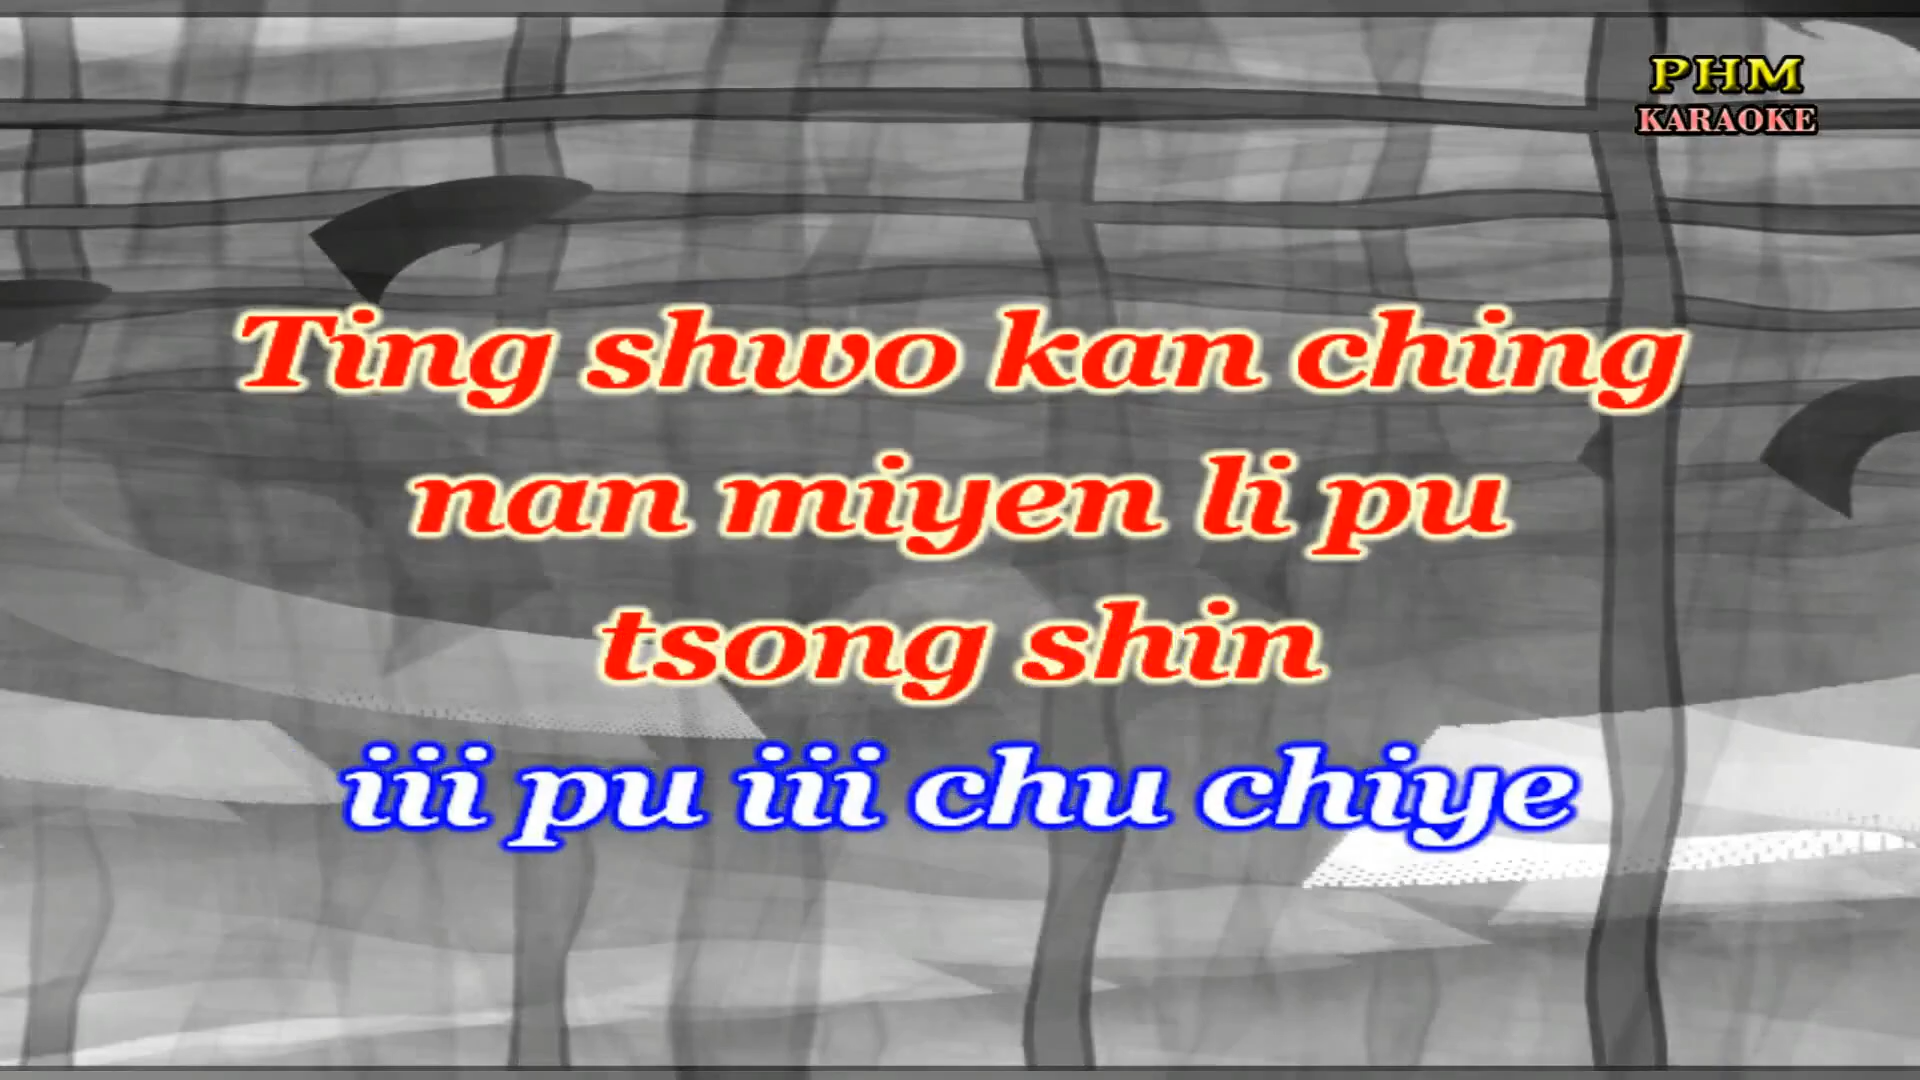 PHM
KARAOKE
Ting shwo kan ching
nan miyen li pu
tsong shin
iii pu iii chu chiye